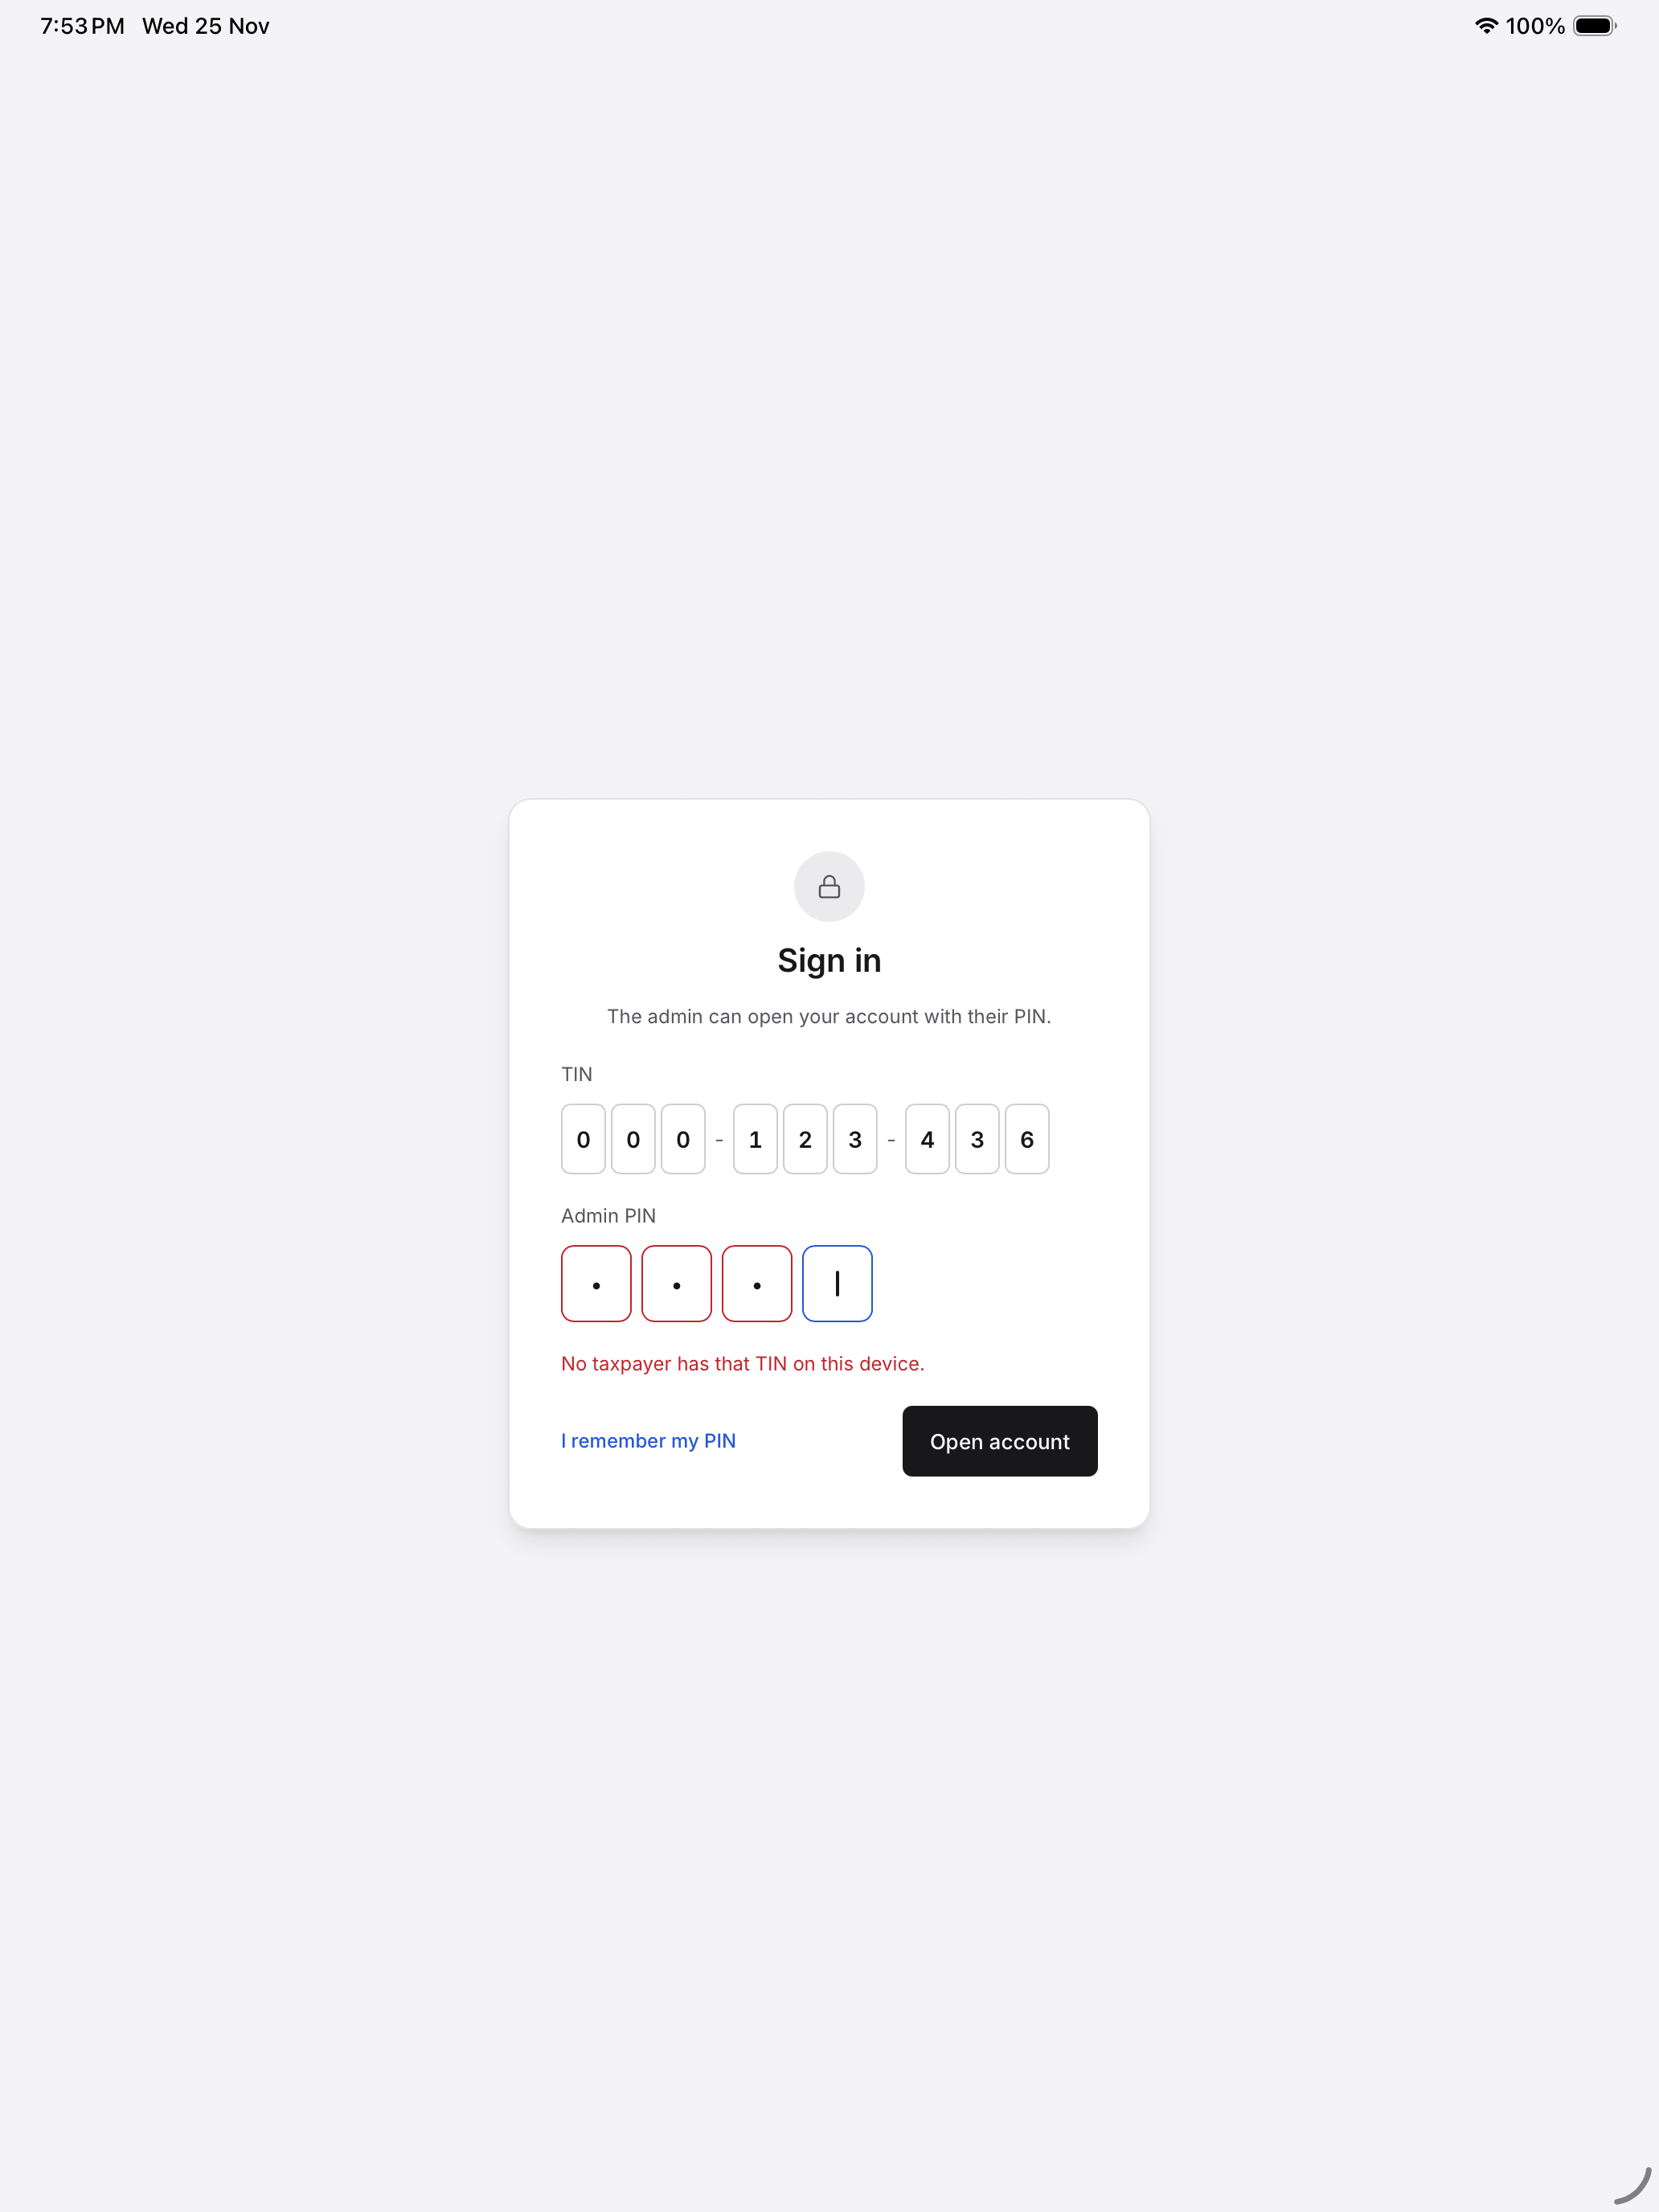 7:53 PM Wed 25 Nov 100%
Sign in
The admin can open your account with their PIN.
TIN
0 0 0 - 1 2 3 - 4 3 6
Admin PIN
• • •
No taxpayer has that TIN on this device.
I remember my PIN Open account